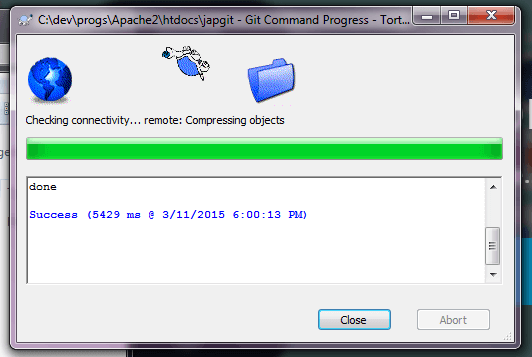 C:\dev\progs\Apache2\htdocs\japgit - Git Command Progress - Tort...
Checking connectivity... remote: Compressing objects
done
Success (5429 ms @ 3/11/2015 6:00:13 PM)
Close
Abort